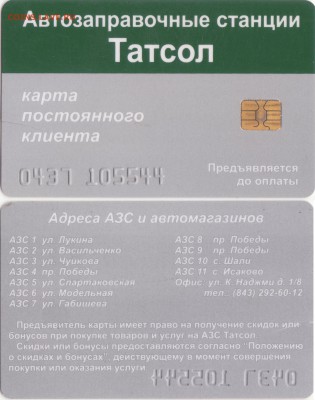 Автозаправочные станции
Татсол
карта
постоянного
клиента
0437 105544
Предъявляется
до оплаты
Адреса АЗС и автомагазинов
АЗС 1 ул. Лукина
АЗС 2 ул. Васильченко
АЗС 3 ул. Чуйкова
АЗС 4 пр. Победы
АЗС 5 ул. Спартаковская
АЗС 6 ул. Модельная
АЗС 7 ул. Габишева
АЗС 8 пр. Победы
АЗС 9 пр. Победы
АЗС 10 с. Шали
АЗС 11 с. Исаково
Офис ул. К. Наджми д. 1/8
тел.: (843) 292-60-12
Предъявитель карты имеет право на получение скидок или
бонусов при покупке товаров и услуг на АЗС Татсол.
Скидки или бонусы предоставляются согласно "Положению
о скидках и бонусах", действующему в момент совершения
покупки или оказания услуги.